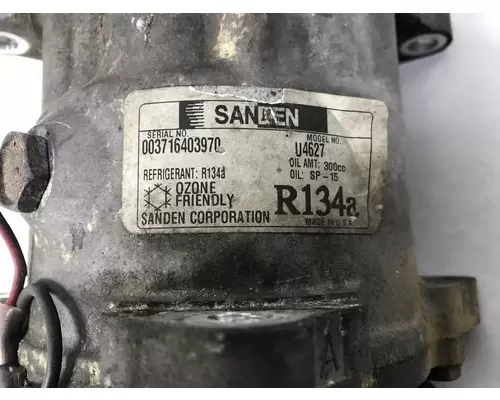 SANDEN
SERIAL NO. MODEL NO.
003716403970 U4627
OIL AMT: 300cc
REFRIGERANT: R134a OIL: SP-15
OZONE
FRIENDLY R134a
SANDEN CORPORATION MADE IN U.S.A.
A